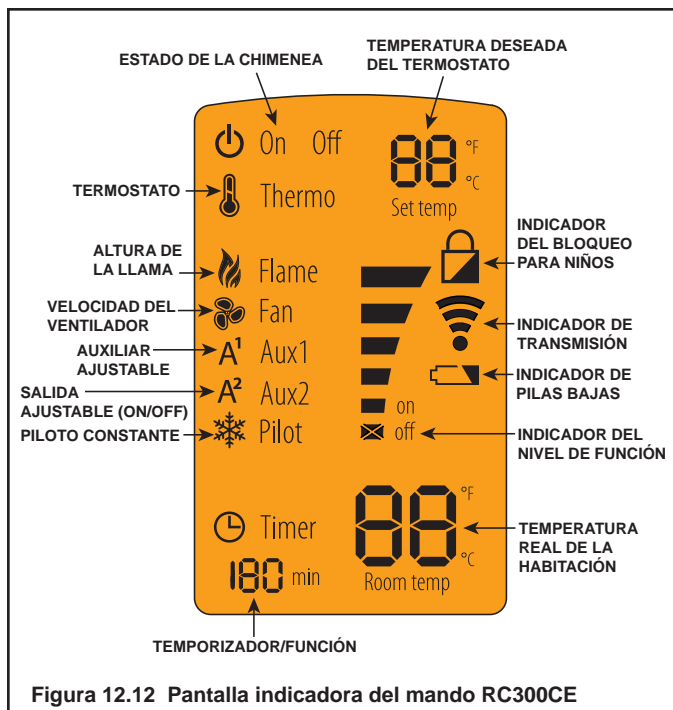 ESTADO DE LA CHIMENEA
TEMPERATURA DESEADA
DEL TERMOSTATO
On Off
88 °F
°C
Set temp
TERMOSTATO
Thermo
INDICADOR
DEL BLOQUEO
PARA NIÑOS
ALTURA DE
LA LLAMA
Flame
VELOCIDAD DEL
VENTILADOR
Fan
INDICADOR DE
TRANSMISIÓN
AUXILIAR
AJUSTABLE
A1 Aux1
SALIDA
AJUSTABLE (ON/OFF)
A2 Aux2
INDICADOR DE
PILAS BAJAS
on
PILOTO CONSTANTE
Pilot
off
INDICADOR DEL
NIVEL DE FUNCIÓN
Timer
180 min
88 °F
°C
Room temp
TEMPERATURA
REAL DE LA
HABITACIÓN
TEMPORIZADOR/FUNCIÓN
Figura 12.12 Pantalla indicadora del mando RC300CE